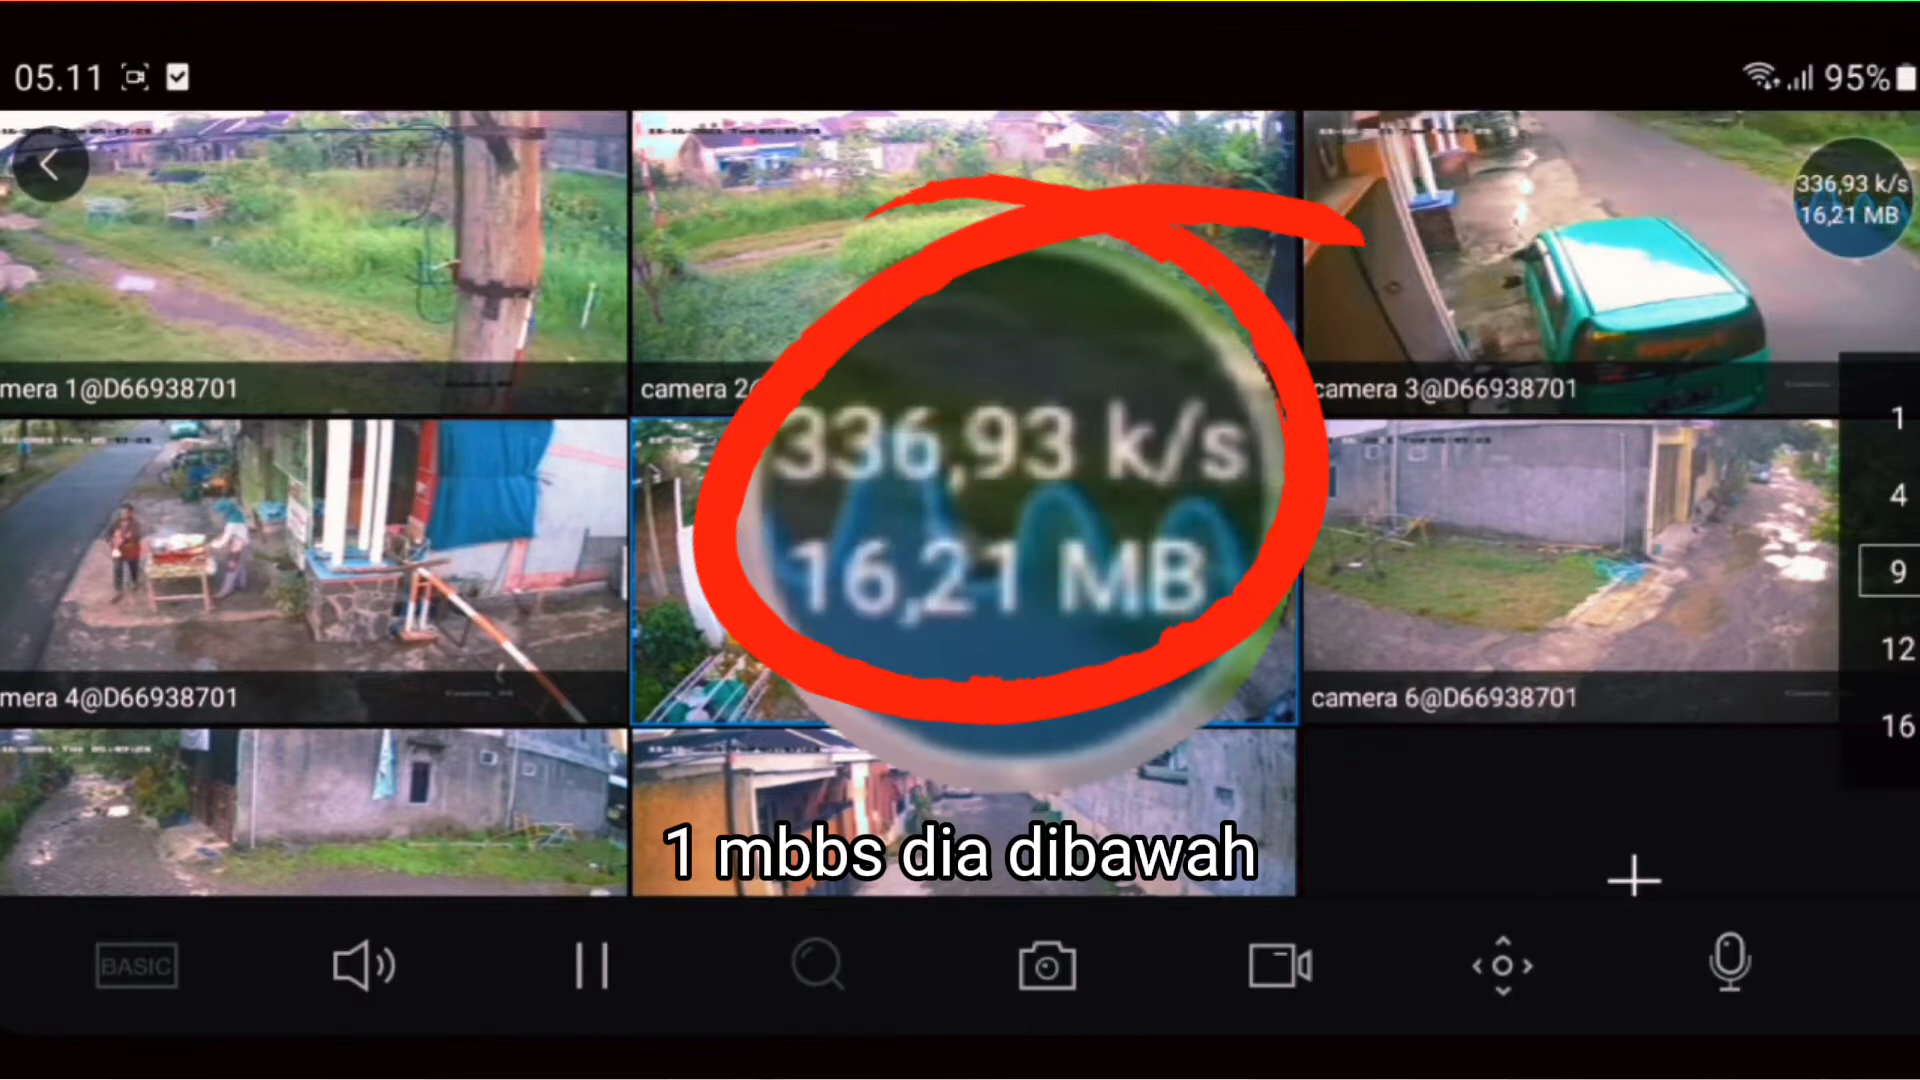 05.11
95%
336,93 k/s
16,21 MB
mera 1@D66938701
camera 2@
camera 3@D66938701
336,93 k/s
16,21 MB
mera 4@D66938701
camera 6@D66938701
1
4
9
12
16
1 mbbs dia dibawah
BASIC